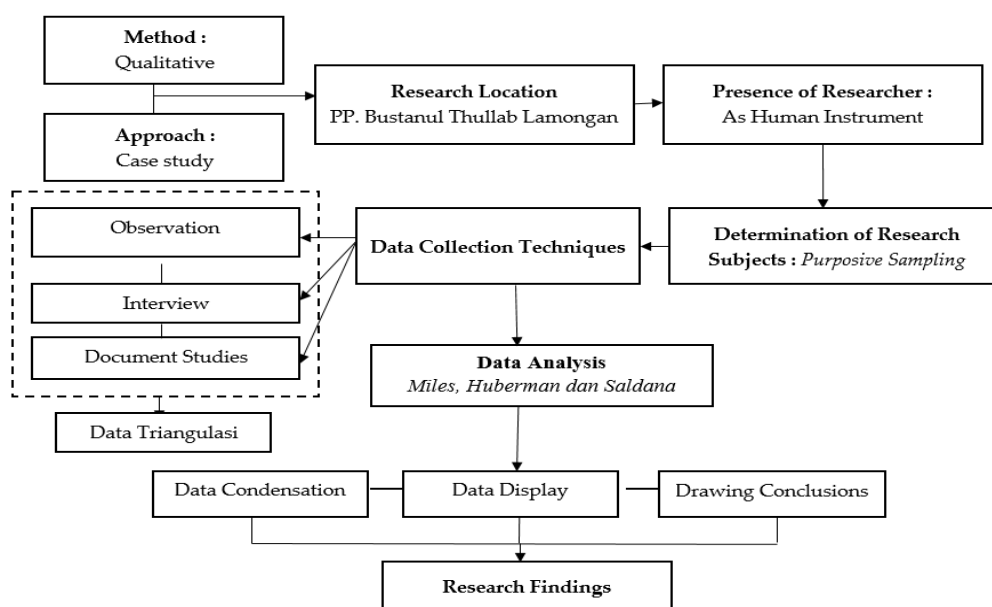 Method :
Qualitative
Approach :
Case study
Research Location
PP. Bustanul Thullab Lamongan
Presence of Researcher :
As Human Instrument
Determination of Research
Subjects : Purposive Sampling
Data Collection Techniques
Observation
Interview
Document Studies
Data Triangulasi
Data Analysis
Miles, Huberman dan Saldana
Data Condensation
Data Display
Drawing Conclusions
Research Findings